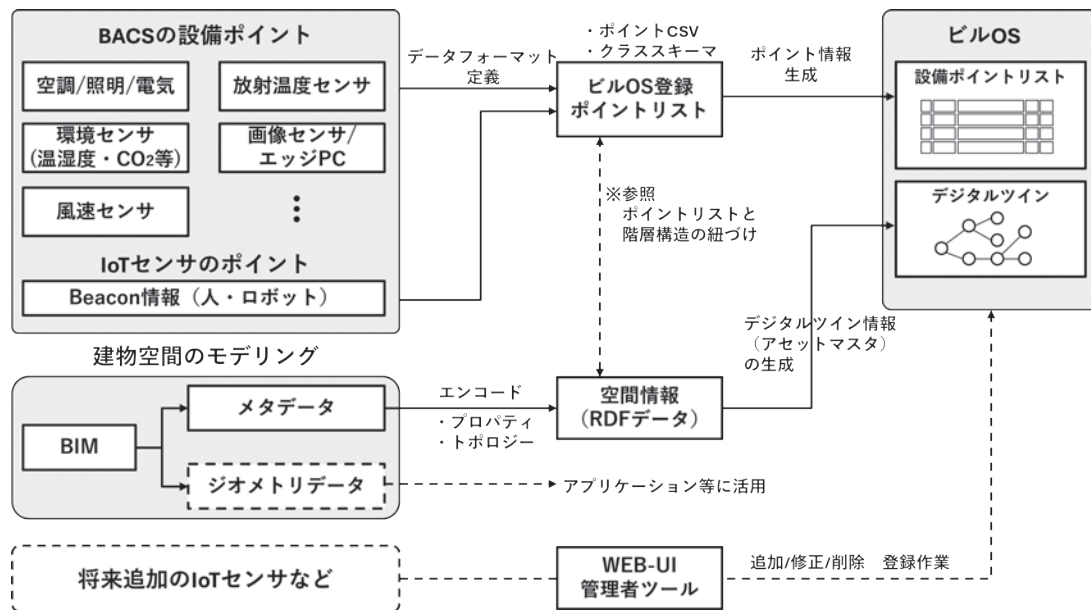 BACSの設備ポイント
空調/照明/電気
放射温度センサ
環境センサ
(温湿度・CO2等)
画像センサ/
エッジPC
風速センサ
⋮
IoTセンサのポイント
Beacon情報（人・ロボット）
データフォーマット
定義
・ポイントCSV
・クラススキーマ
ビルOS登録
ポイントリスト
ポイント情報
生成
ビルOS
設備ポイントリスト
デジタルツイン
※参照
ポイントリストと
階層構造の紐づけ
デジタルツイン情報
（アセットマスタ）
の生成
建物空間のモデリング
BIM
メタデータ
ジオメトリデータ
エンコード
・プロパティ
・トポロジー
空間情報
（RDFデータ）
アプリケーション等に活用
将来追加のIoTセンサなど
WEB-UI
管理者ツール
追加/修正/削除　登録作業